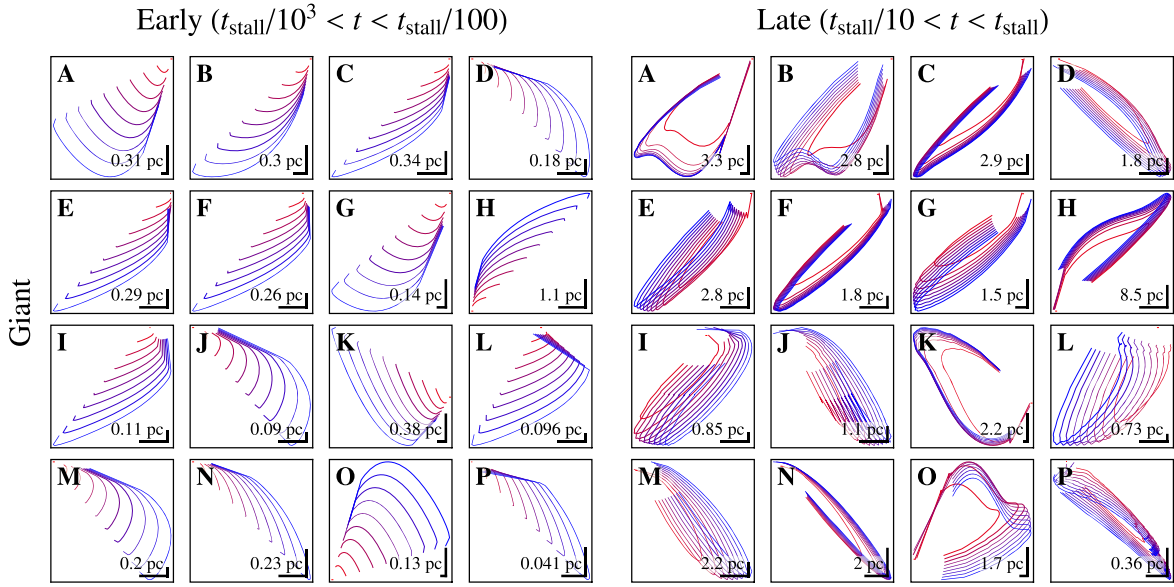 Early (t_stall/10³ < t < t_stall/100) Late (t_stall/10 < t < t_stall)
A B C D A B C D
0.31 pc 0.3 pc 0.34 pc 0.18 pc 3.3 pc 2.8 pc 2.9 pc 1.8 pc
E F G H E F G H
0.29 pc 0.26 pc 0.14 pc 1.1 pc 2.8 pc 1.8 pc 1.5 pc 8.5 pc
Giant
I J K L I J K L
0.11 pc 0.09 pc 0.38 pc 0.096 pc 0.85 pc 1.1 pc 2.2 pc 0.73 pc
M N O P M N O P
0.2 pc 0.23 pc 0.13 pc 0.041 pc 2.2 pc 2 pc 1.7 pc 0.36 pc